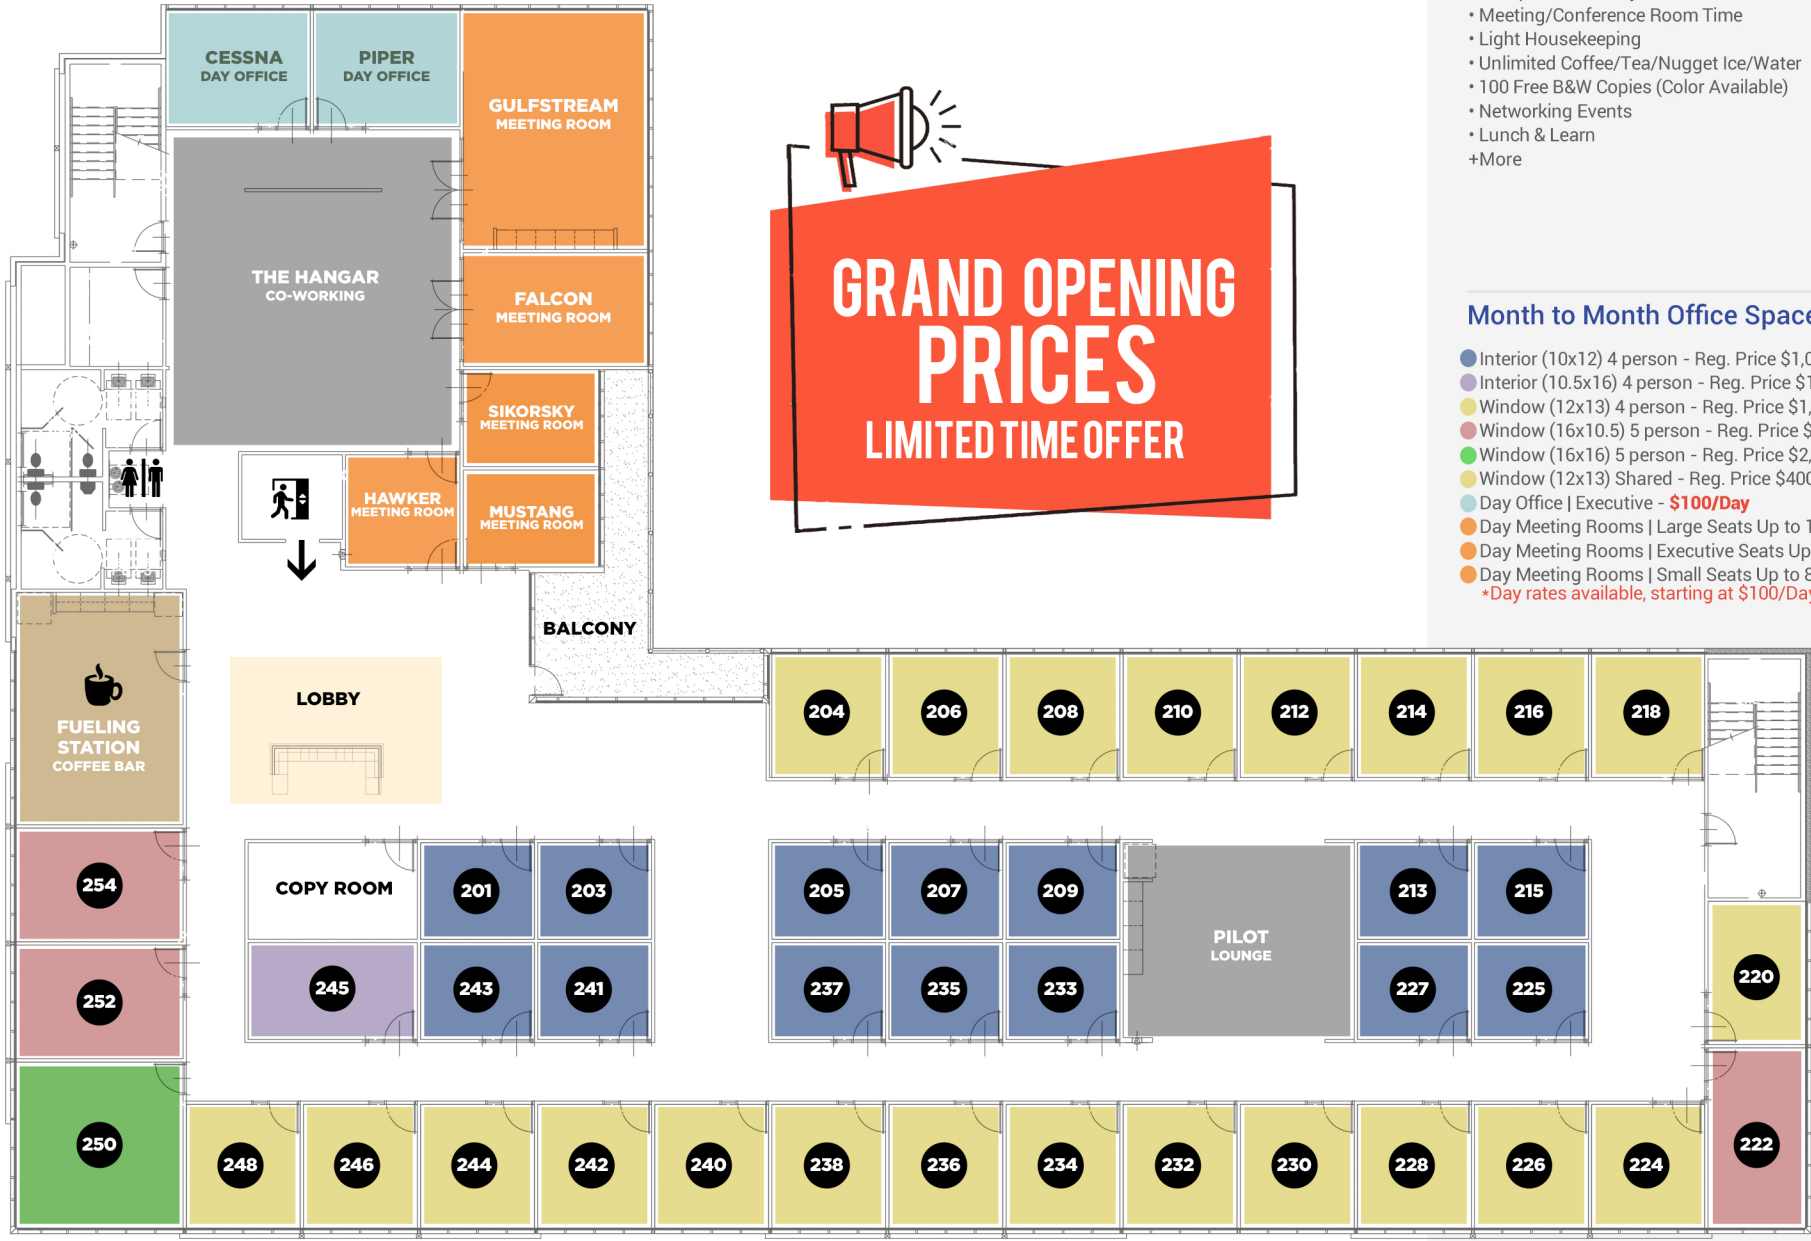 CESSNA
DAY OFFICE
PIPER
DAY OFFICE
GULFSTREAM
MEETING ROOM
THE HANGAR
CO-WORKING
FALCON
MEETING ROOM
SIKORSKY
MEETING ROOM
HAWKER
MEETING ROOM
MUSTANG
MEETING ROOM
BALCONY
LOBBY
FUELING
STATION
COFFEE BAR
GRAND OPENING
PRICES
LIMITED TIME OFFER
• Meeting/Conference Room Time
• Light Housekeeping
• Unlimited Coffee/Tea/Nugget Ice/Water
• 100 Free B&W Copies (Color Available)
• Networking Events
• Lunch & Learn
+More
Month to Month Office Space
Interior (10x12) 4 person - Reg. Price $1,0
Interior (10.5x16) 4 person - Reg. Price $1
Window (12x13) 4 person - Reg. Price $1,
Window (16x10.5) 5 person - Reg. Price $
Window (16x16) 5 person - Reg. Price $2,
Window (12x13) Shared - Reg. Price $400
Day Office | Executive - $100/Day
Day Meeting Rooms | Large Seats Up to 1
Day Meeting Rooms | Executive Seats Up
Day Meeting Rooms | Small Seats Up to 8
*Day rates available, starting at $100/Day
204 206 208 210 212 214 216 218
254
COPY ROOM
201 203 205 207 209
PILOT
LOUNGE
213 215
252
245
243 241 237 235 233 227 225
220
250
248 246 244 242 240 238 236 234 232 230 228 226 224
222